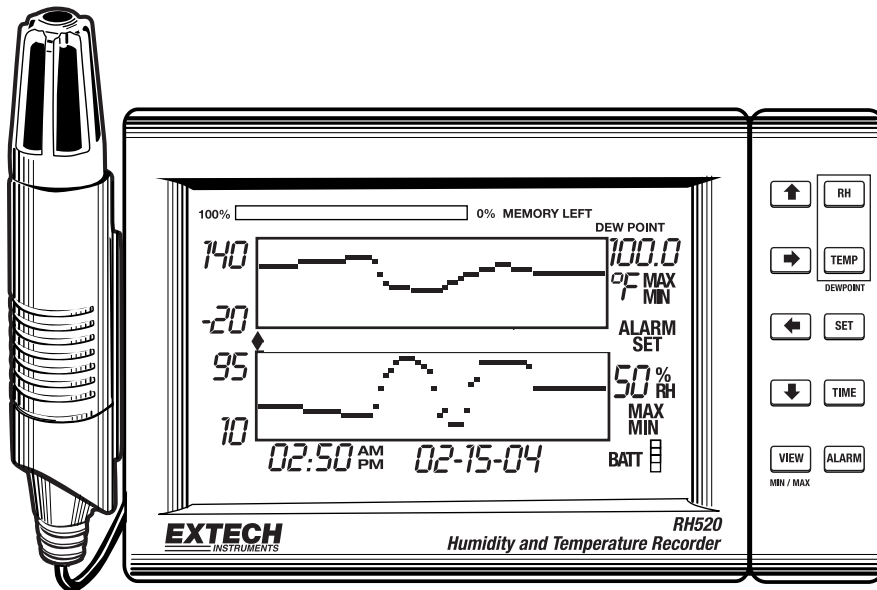 100% 0% MEMORY LEFT
DEW POINT
140 100.0
°F MAX
MIN
-20
ALARM
SET
95
50 % RH
MAX
MIN
10
02:50 AM PM 02-15-04
BATT
EXTECH
INSTRUMENTS
RH520
Humidity and Temperature Recorder
RH
TEMP
DEWPOINT
SET
TIME
VIEW ALARM
MIN / MAX